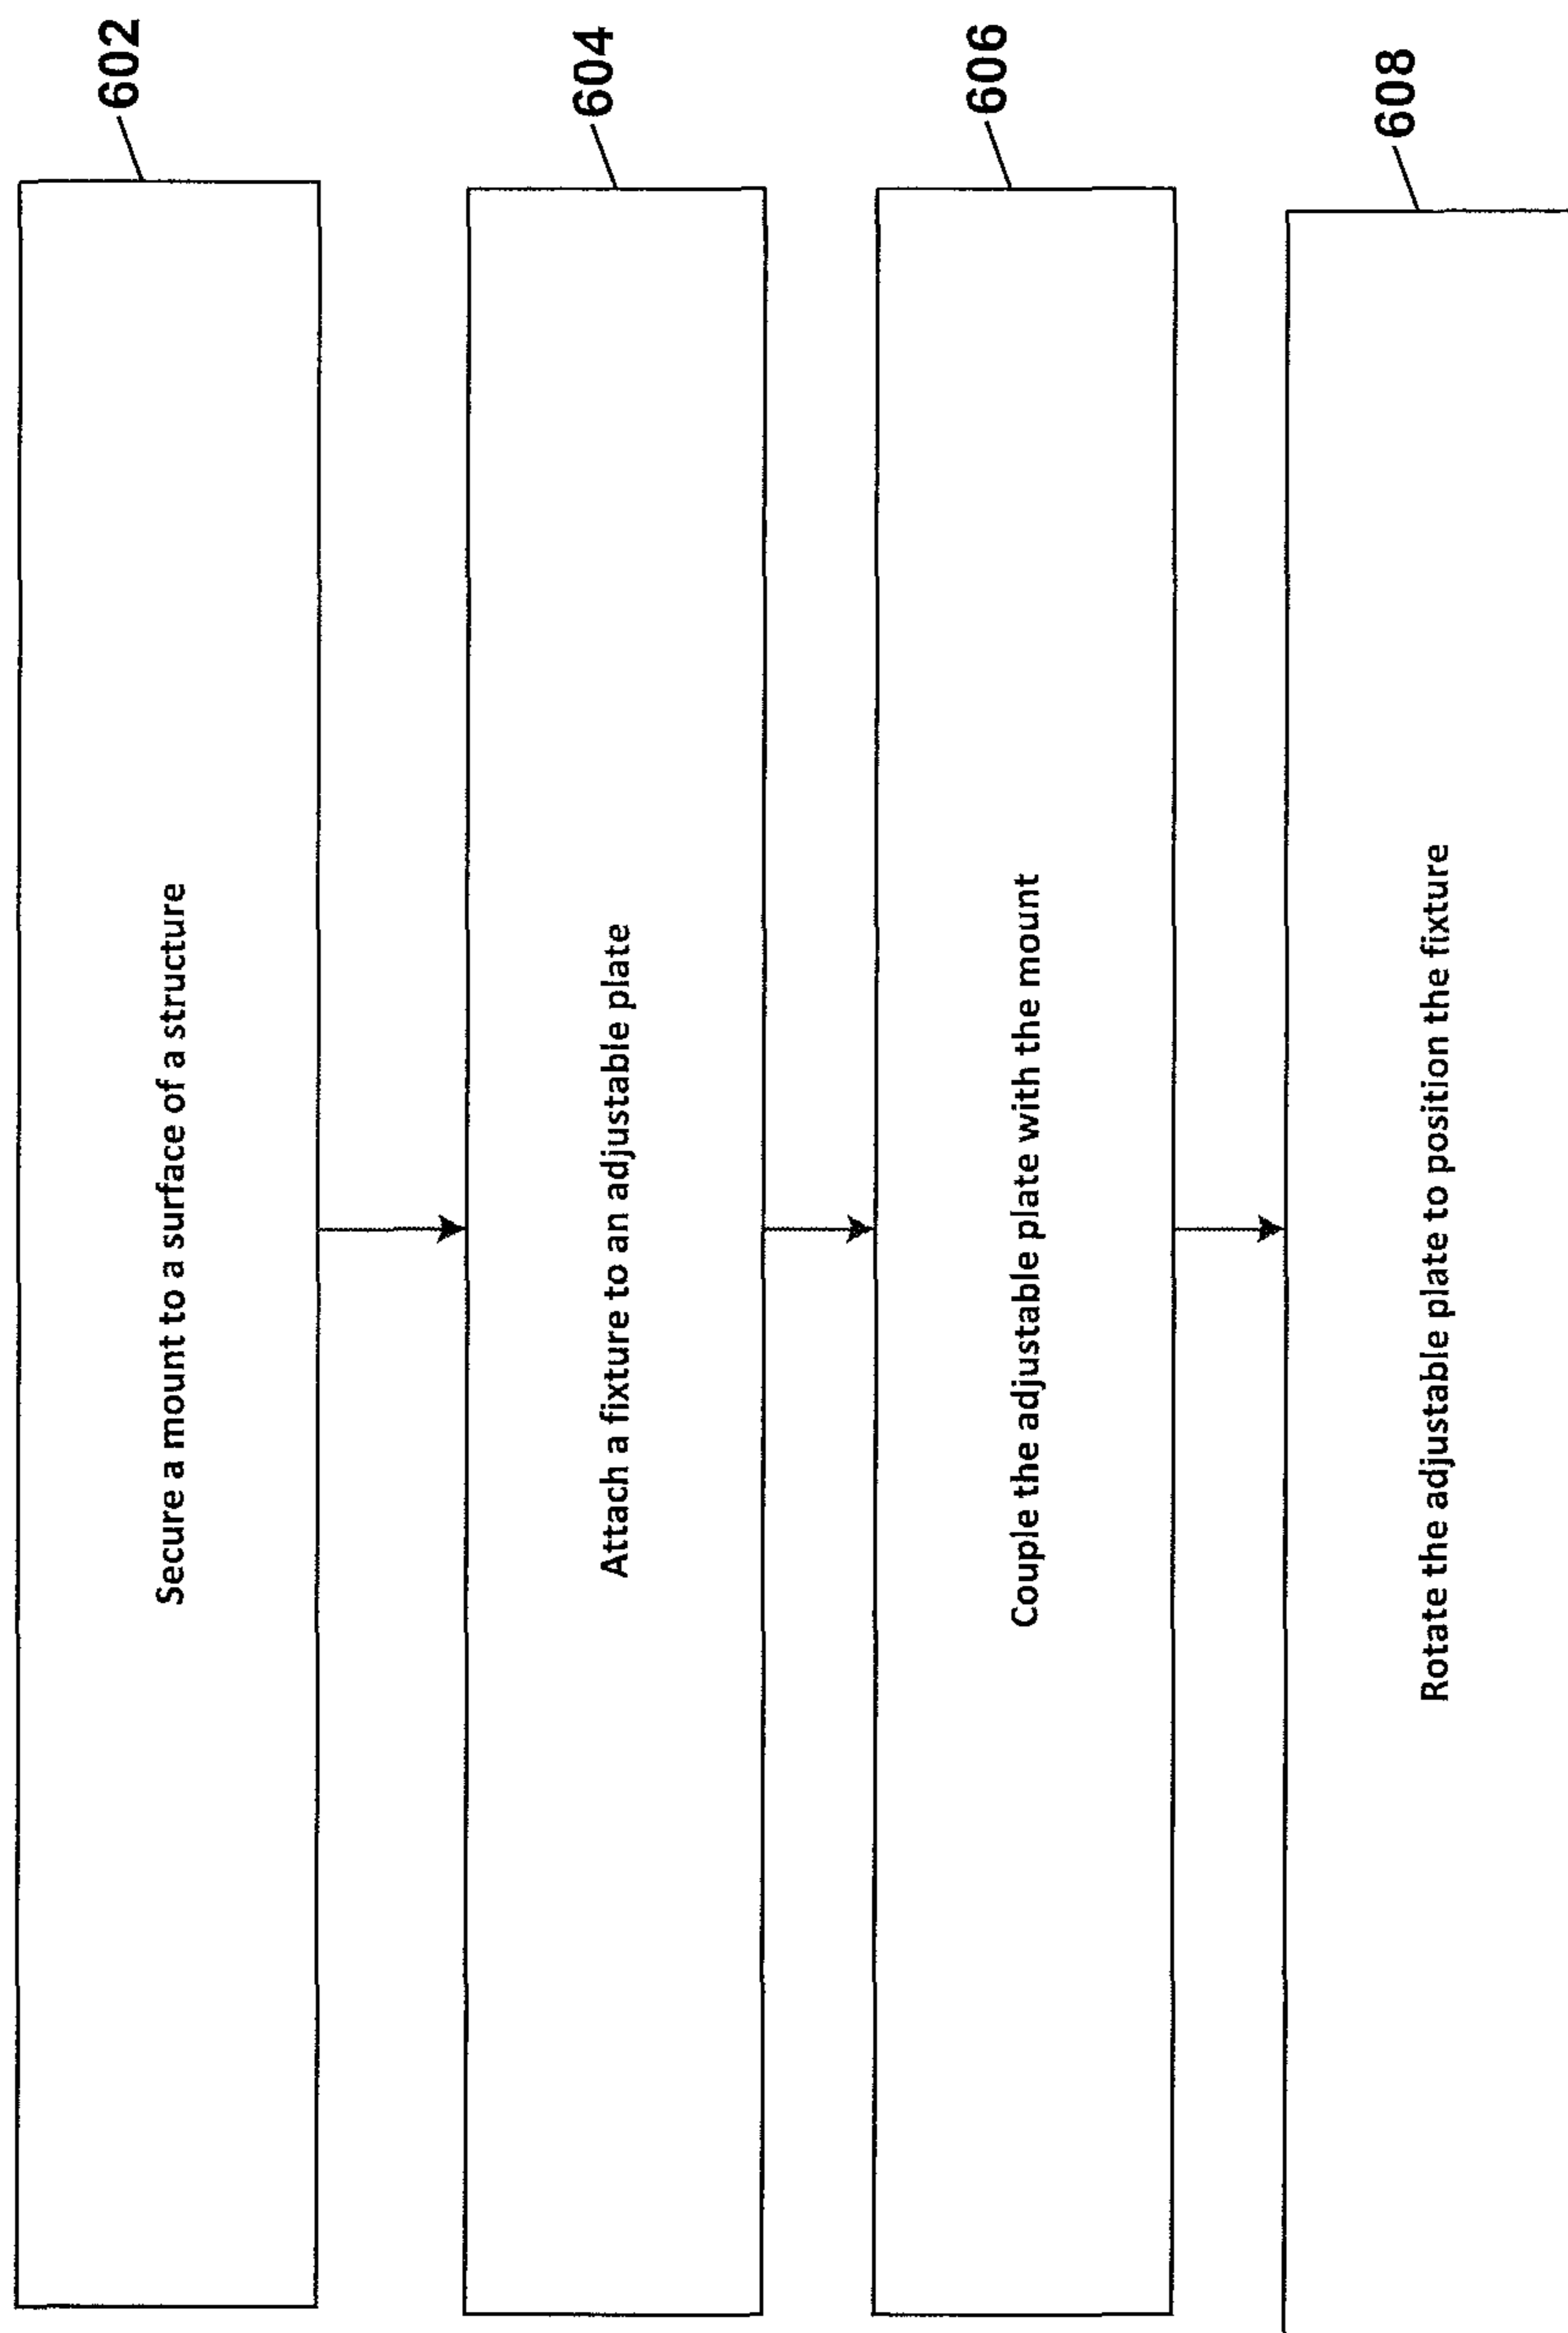 602
Secure a mount to a surface of a structure
604
Attach a fixture to an adjustable plate
606
Couple the adjustable plate with the mount
608
Rotate the adjustable plate to position the fixture